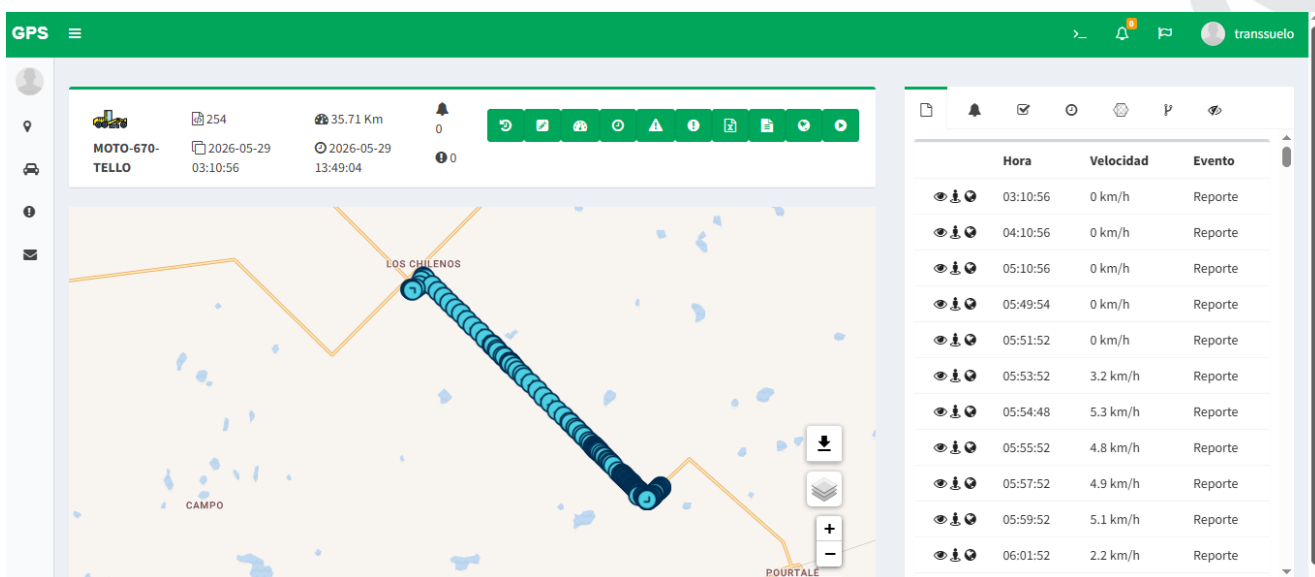 GPS
0
transsuelo
MOTO-670-
TELLO
254
2026-05-29
03:10:56
35.71 Km
2026-05-29
13:49:04
0
0
LOS CHILENOS
CAMPO
POURTALÉ
+
−
Hora Velocidad Evento
03:10:56 0 km/h Reporte
04:10:56 0 km/h Reporte
05:10:56 0 km/h Reporte
05:49:54 0 km/h Reporte
05:51:52 0 km/h Reporte
05:53:52 3.2 km/h Reporte
05:54:48 5.3 km/h Reporte
05:55:52 4.8 km/h Reporte
05:57:52 4.9 km/h Reporte
05:59:52 5.1 km/h Reporte
06:01:52 2.2 km/h Reporte